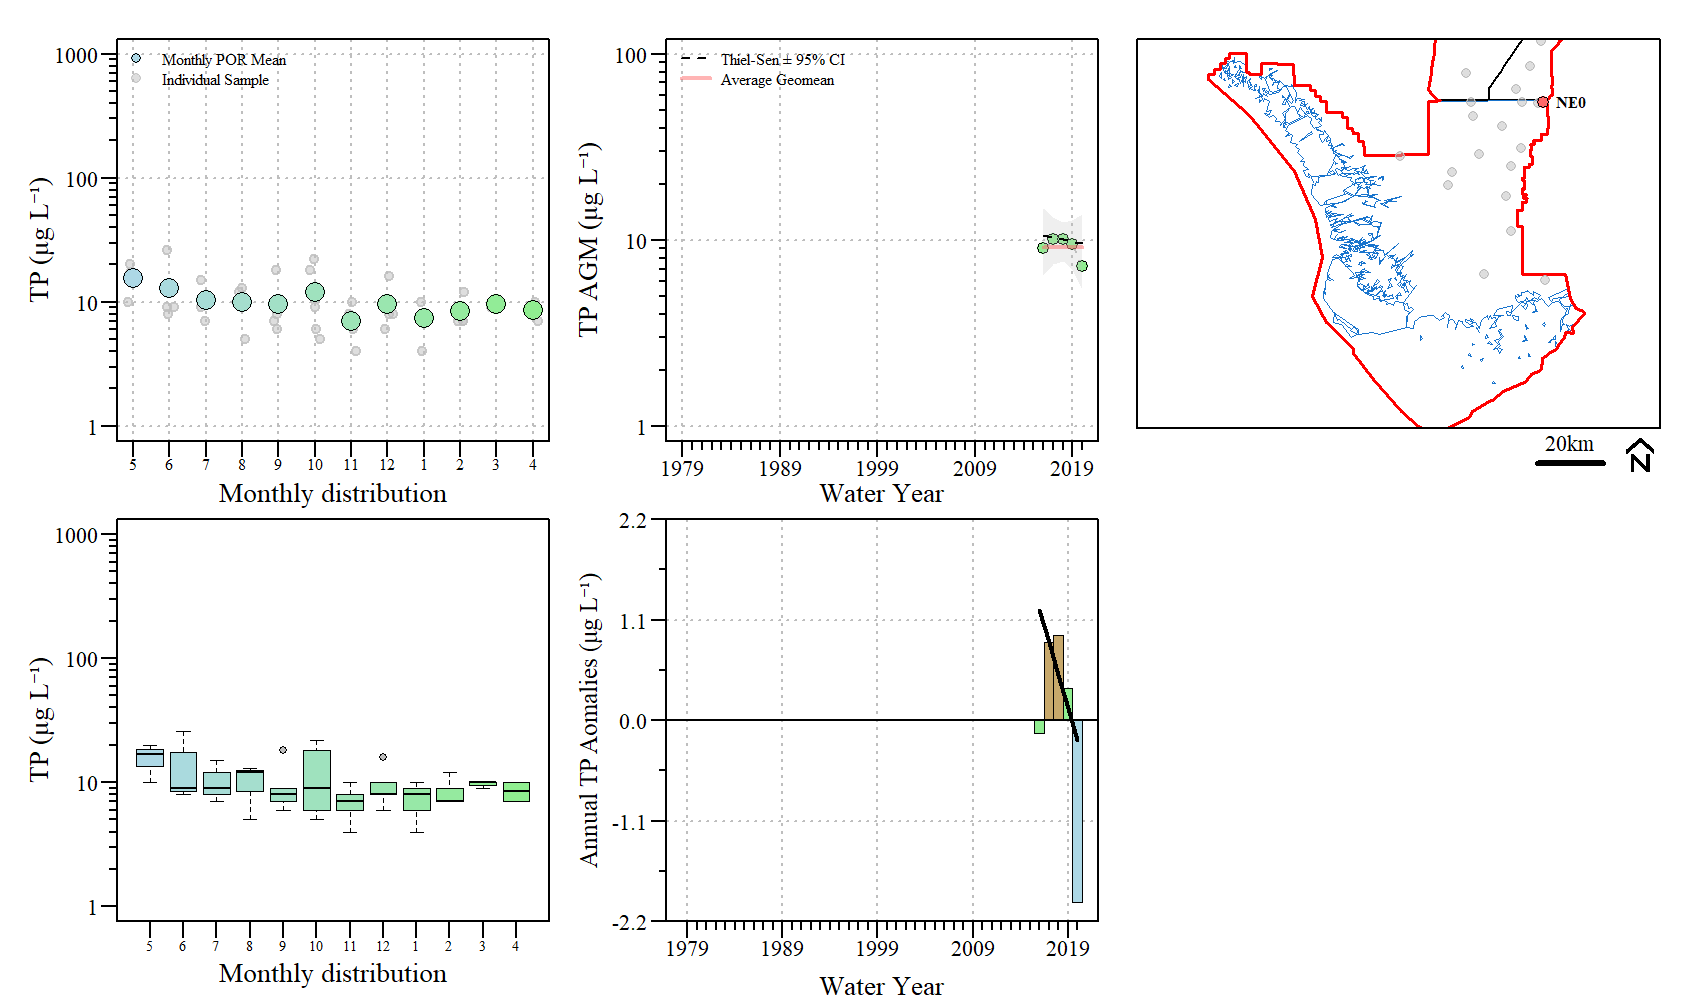 1000
100
10
1
TP (µg L⁻¹)
Monthly POR Mean
Individual Sample
5 6 7 8 9 10 11 12 1 2 3 4
Monthly distribution
100
10
1
TP AGM (µg L⁻¹)
Thiel-Sen ± 95% CI
Average Geomean
1979 1989 1999 2009 2019
Water Year
NE0
20km
N
1000
100
10
1
TP (µg L⁻¹)
5 6 7 8 9 10 11 12 1 2 3 4
Monthly distribution
2.2
1.1
0.0
-1.1
-2.2
Annual TP Aomalies (µg L⁻¹)
1979 1989 1999 2009 2019
Water Year